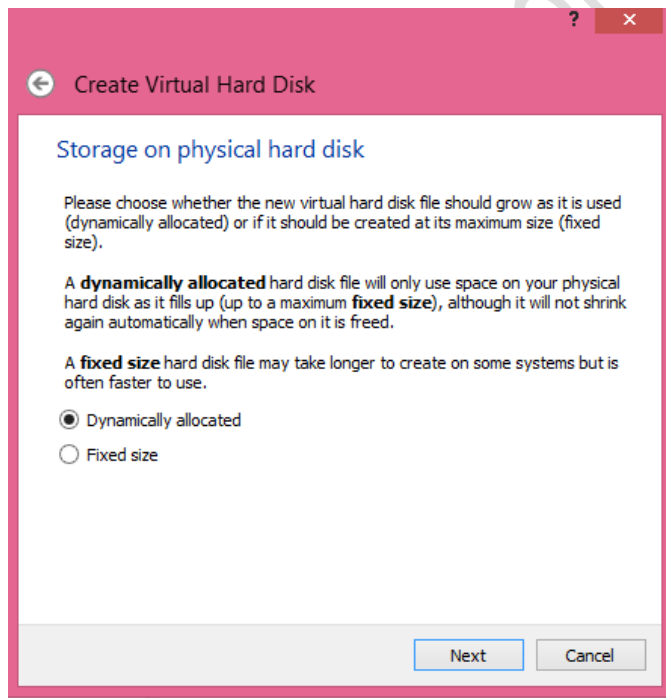 ?
Create Virtual Hard Disk
Storage on physical hard disk
Please choose whether the new virtual hard disk file should grow as it is used
(dynamically allocated) or if it should be created at its maximum size (fixed
size).
A dynamically allocated hard disk file will only use space on your physical
hard disk as it fills up (up to a maximum fixed size), although it will not shrink
again automatically when space on it is freed.
A fixed size hard disk file may take longer to create on some systems but is
often faster to use.
Dynamically allocated
Fixed size
Next Cancel